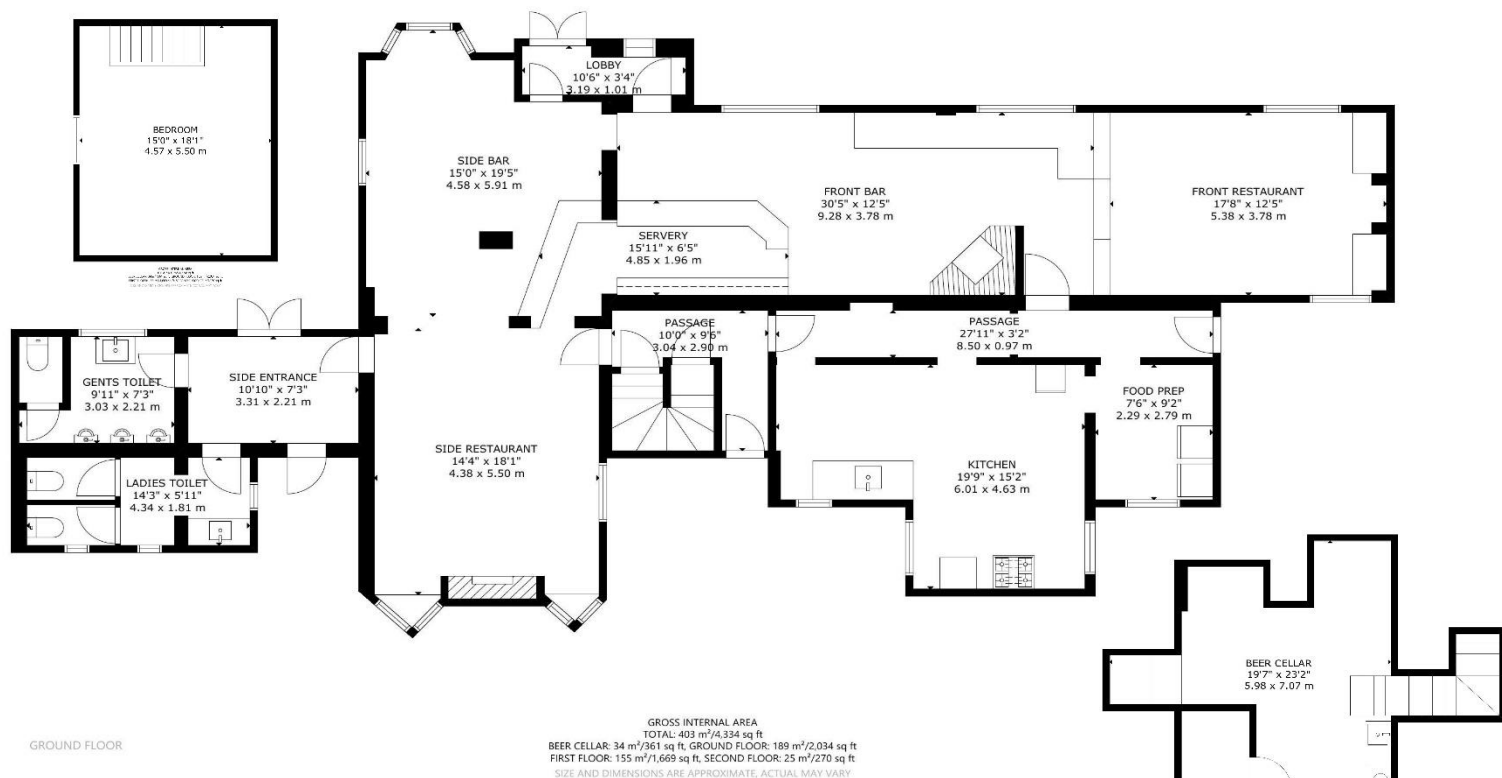 LOBBY
10'6" x 3'4"
3.19 x 1.01 m
BEDROOM
15'0" x 18'1"
4.57 x 5.50 m
SIDE BAR
15'0" x 19'5"
4.58 x 5.91 m
FRONT BAR
30'5" x 12'5"
9.28 x 3.78 m
FRONT RESTAURANT
17'8" x 12'5"
5.38 x 3.78 m
SERVERY
15'11" x 6'5"
4.85 x 1.96 m
PASSAGE
10'0" x 9'6"
3.04 x 2.90 m
PASSAGE
27'11" x 3'2"
8.50 x 0.97 m
GENTS TOILET
9'11" x 7'3"
3.03 x 2.21 m
SIDE ENTRANCE
10'10" x 7'3"
3.31 x 2.21 m
FOOD PREP
7'6" x 9'2"
2.29 x 2.79 m
SIDE RESTAURANT
14'4" x 18'1"
4.38 x 5.50 m
KITCHEN
19'9" x 15'2"
6.01 x 4.63 m
LADIES TOILET
14'3" x 5'11"
4.34 x 1.81 m
BEER CELLAR
19'7" x 23'2"
5.98 x 7.07 m
GROUND FLOOR
GROSS INTERNAL AREA
TOTAL: 403 m²/4,334 sq ft
BEER CELLAR: 34 m²/361 sq ft, GROUND FLOOR: 189 m²/2,034 sq ft
FIRST FLOOR: 155 m²/1,669 sq ft, SECOND FLOOR: 25 m²/270 sq ft
SIZE AND DIMENSIONS ARE APPROXIMATE, ACTUAL MAY VARY